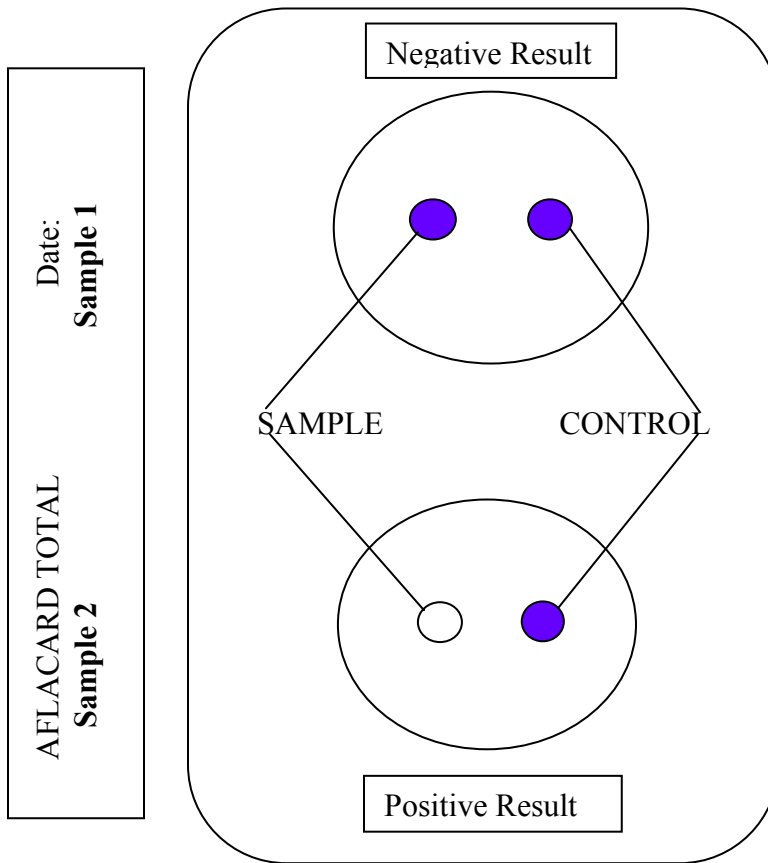 Negative Result
Date:
Sample 1
SAMPLE CONTROL
AFLACARD TOTAL
Sample 2
Positive Result